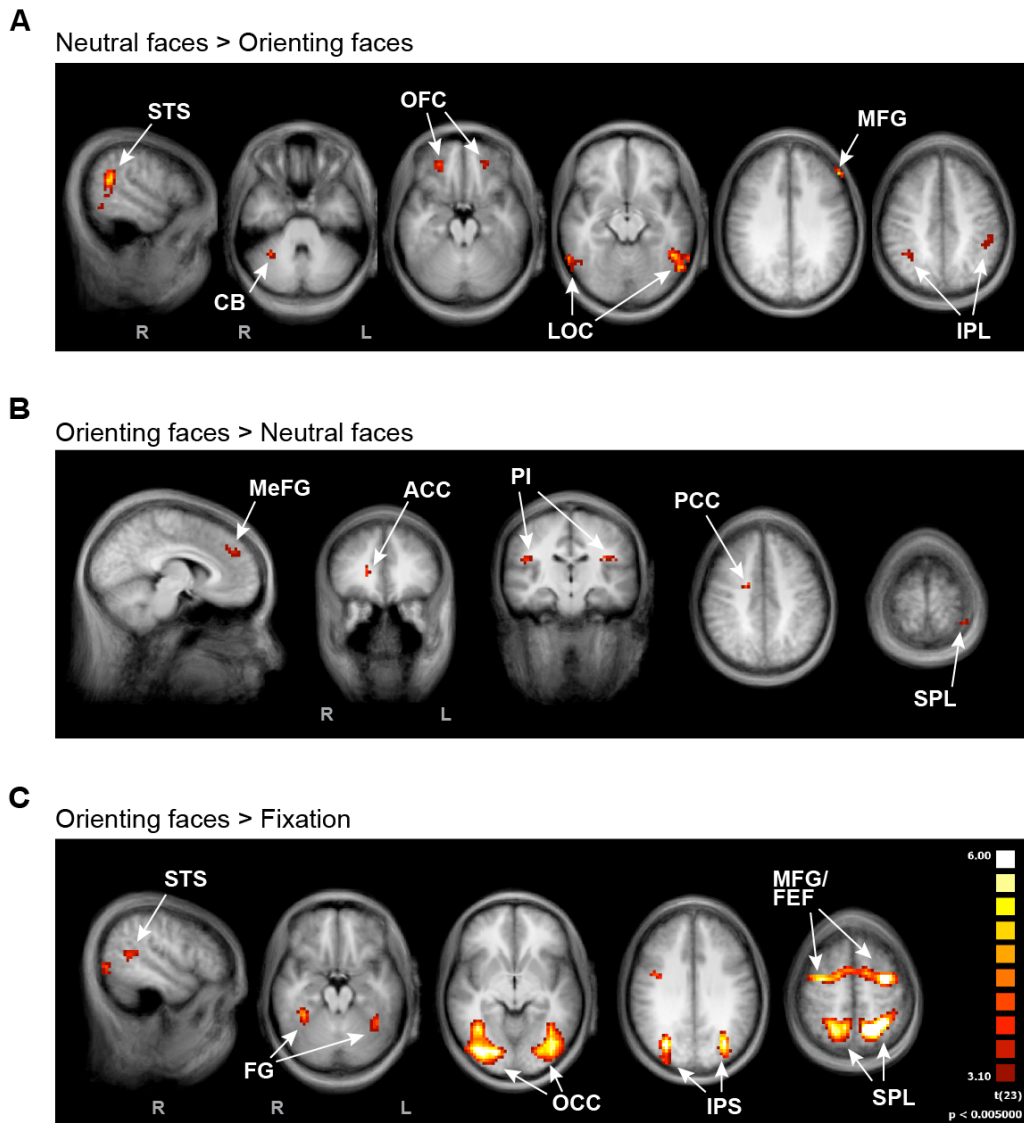 A
Neutral faces > Orienting faces
STS
OFC
MFG
CB
LOC
IPL
R
R
L
B
Orienting faces > Neutral faces
MeFG
ACC
PI
PCC
SPL
R
L
C
Orienting faces > Fixation
STS
MFG/
FEF
6.00
FG
OCC
IPS
SPL
3.10
R
R
L
t(23)
p < 0.005000